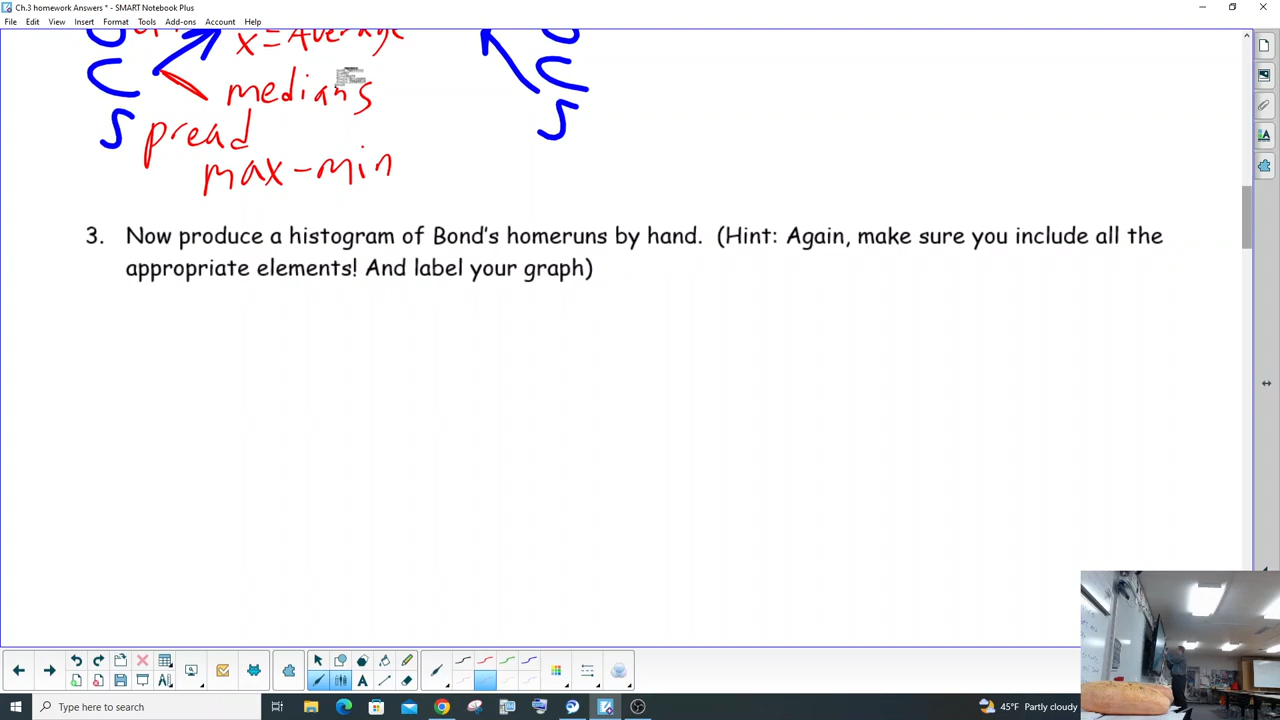 Ch.3 homework Answers * - SMART Notebook Plus
File Edit View Insert Format Tools Add-ons Account Help
x = Average
C
medians
C
Spread
S
max-min
3. Now produce a histogram of Bond's homeruns by hand. (Hint: Again, make sure you include all the
appropriate elements! And label your graph)
Type here to search
45°F Partly cloudy